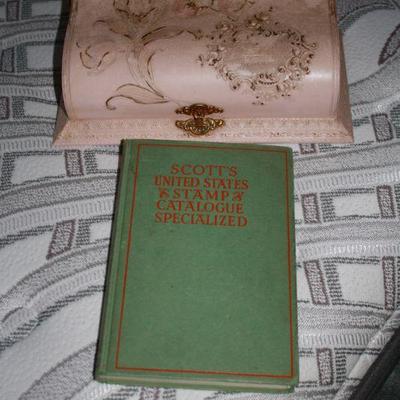 SCOTT'S
UNITED STATES
STAMP
CATALOGUE
SPECIALIZED